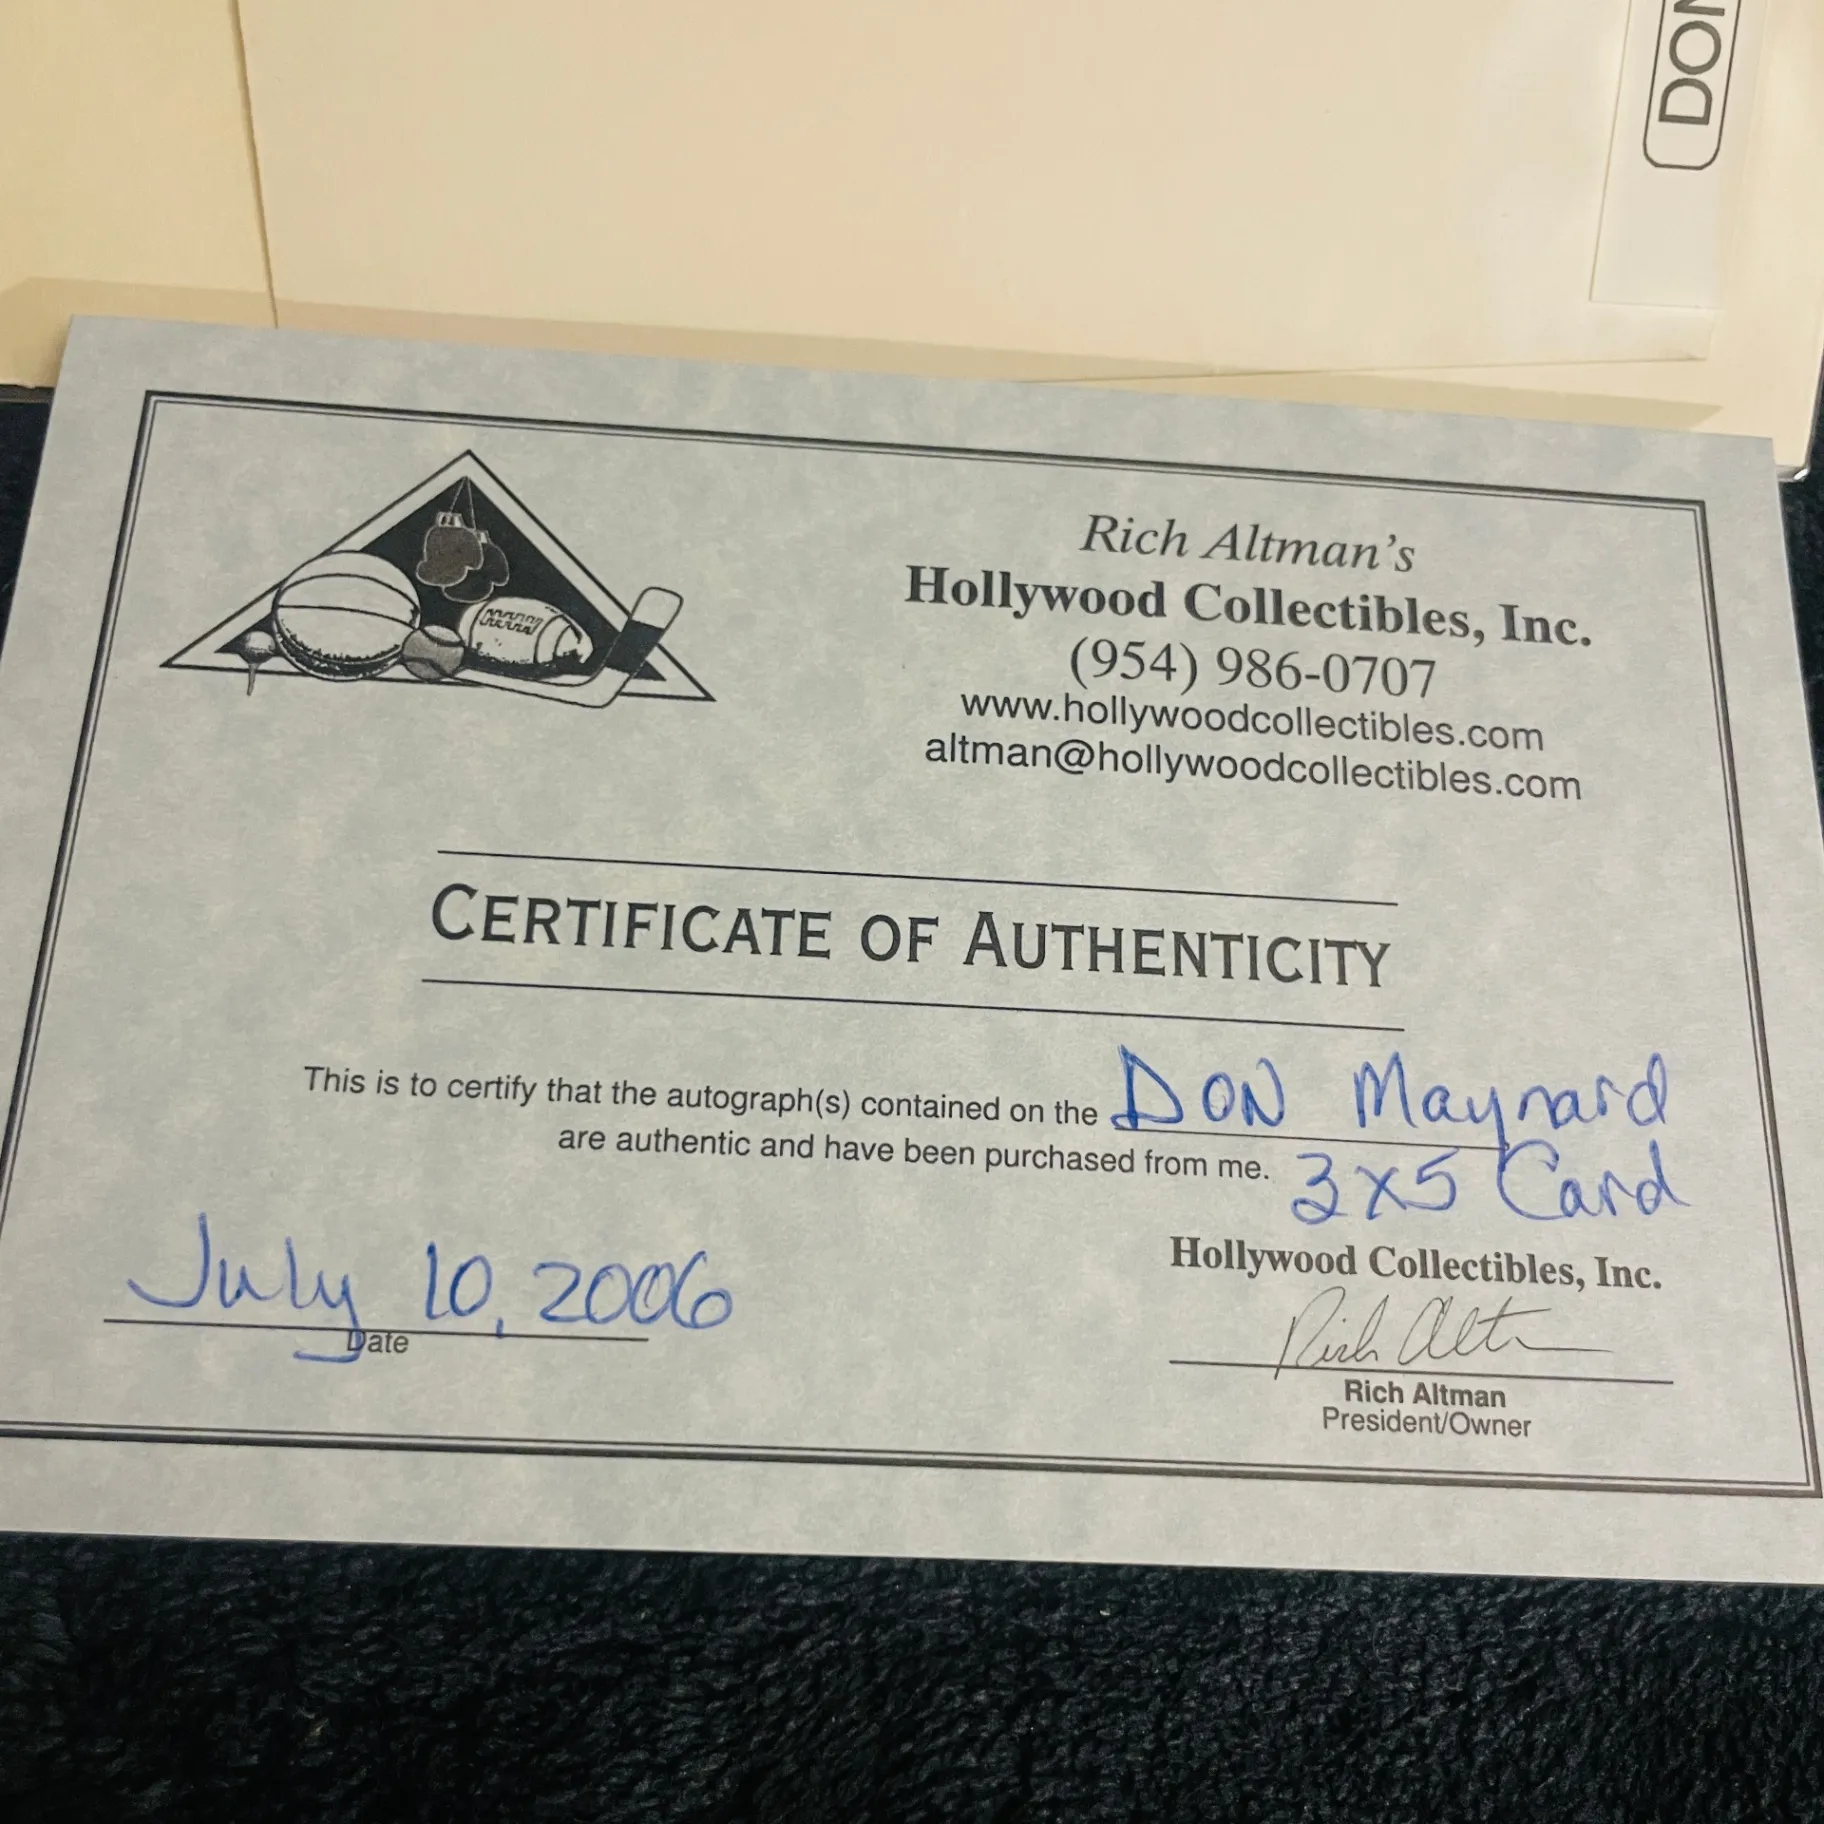 DON
Rich Altman's
Hollywood Collectibles, Inc.
(954) 986-0707
www.hollywoodcollectibles.com
altman@hollywoodcollectibles.com
CERTIFICATE OF AUTHENTICITY
This is to certify that the autograph(s) contained on the DON Maynard
are authentic and have been purchased from me. 3x5 Card
July 10, 2006
Date
Hollywood Collectibles, Inc.
Rich Altman
Rich Altman
President/Owner